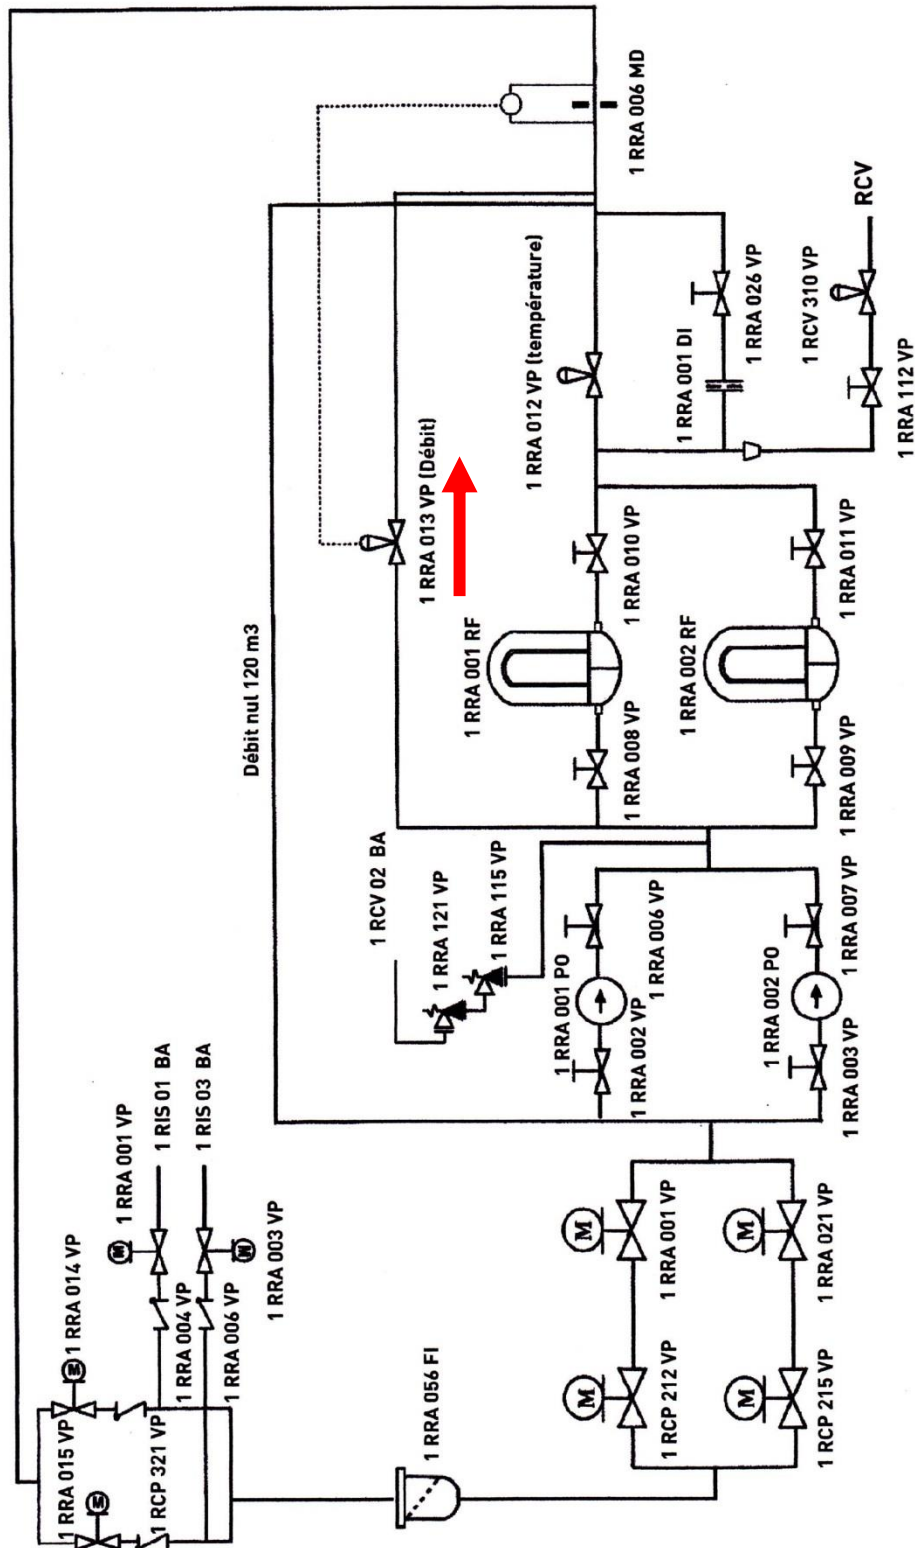 1 RRA 015 VP
1 RRA 014 VP
M
M
1 RRA 001 VP
M
1 RCP 321 VP
1 RIS 01 BA
1 RRA 004 VP
1 RIS 03 BA
1 RRA 006 VP
M
1 RRA 003 VP
Débit nul 120 m3
1 RCV 02 BA
1 RRA 013 VP (Débit)
1 RRA 056 FI
1 RRA 121 VP
1 RRA 001 RF
1 RRA 115 VP
1 RRA 012 VP (température)
1 RRA 001 PO
M
M
1 RRA 008 VP
1 RRA 010 VP
1 RRA 006 MD
1 RRA 002 VP
1 RRA 006 VP
1 RCP 212 VP
1 RRA 001 VP
1 RRA 002 RF
1 RRA 001 DI
M
M
1 RRA 002 PO
1 RRA 026 VP
1 RCP 215 VP
1 RRA 021 VP
1 RRA 003 VP
1 RRA 007 VP
1 RRA 009 VP
1 RRA 011 VP
1 RCV 310 VP
RCV
1 RRA 112 VP